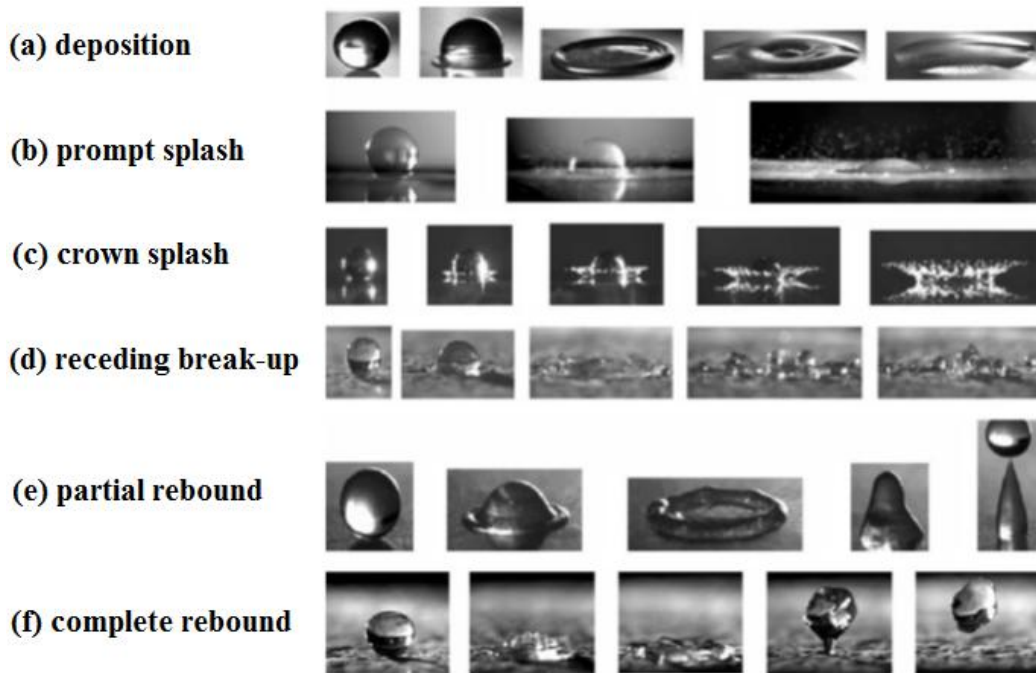 (a) deposition
(b) prompt splash
(c) crown splash
(d) receding break-up
(e) partial rebound
(f) complete rebound